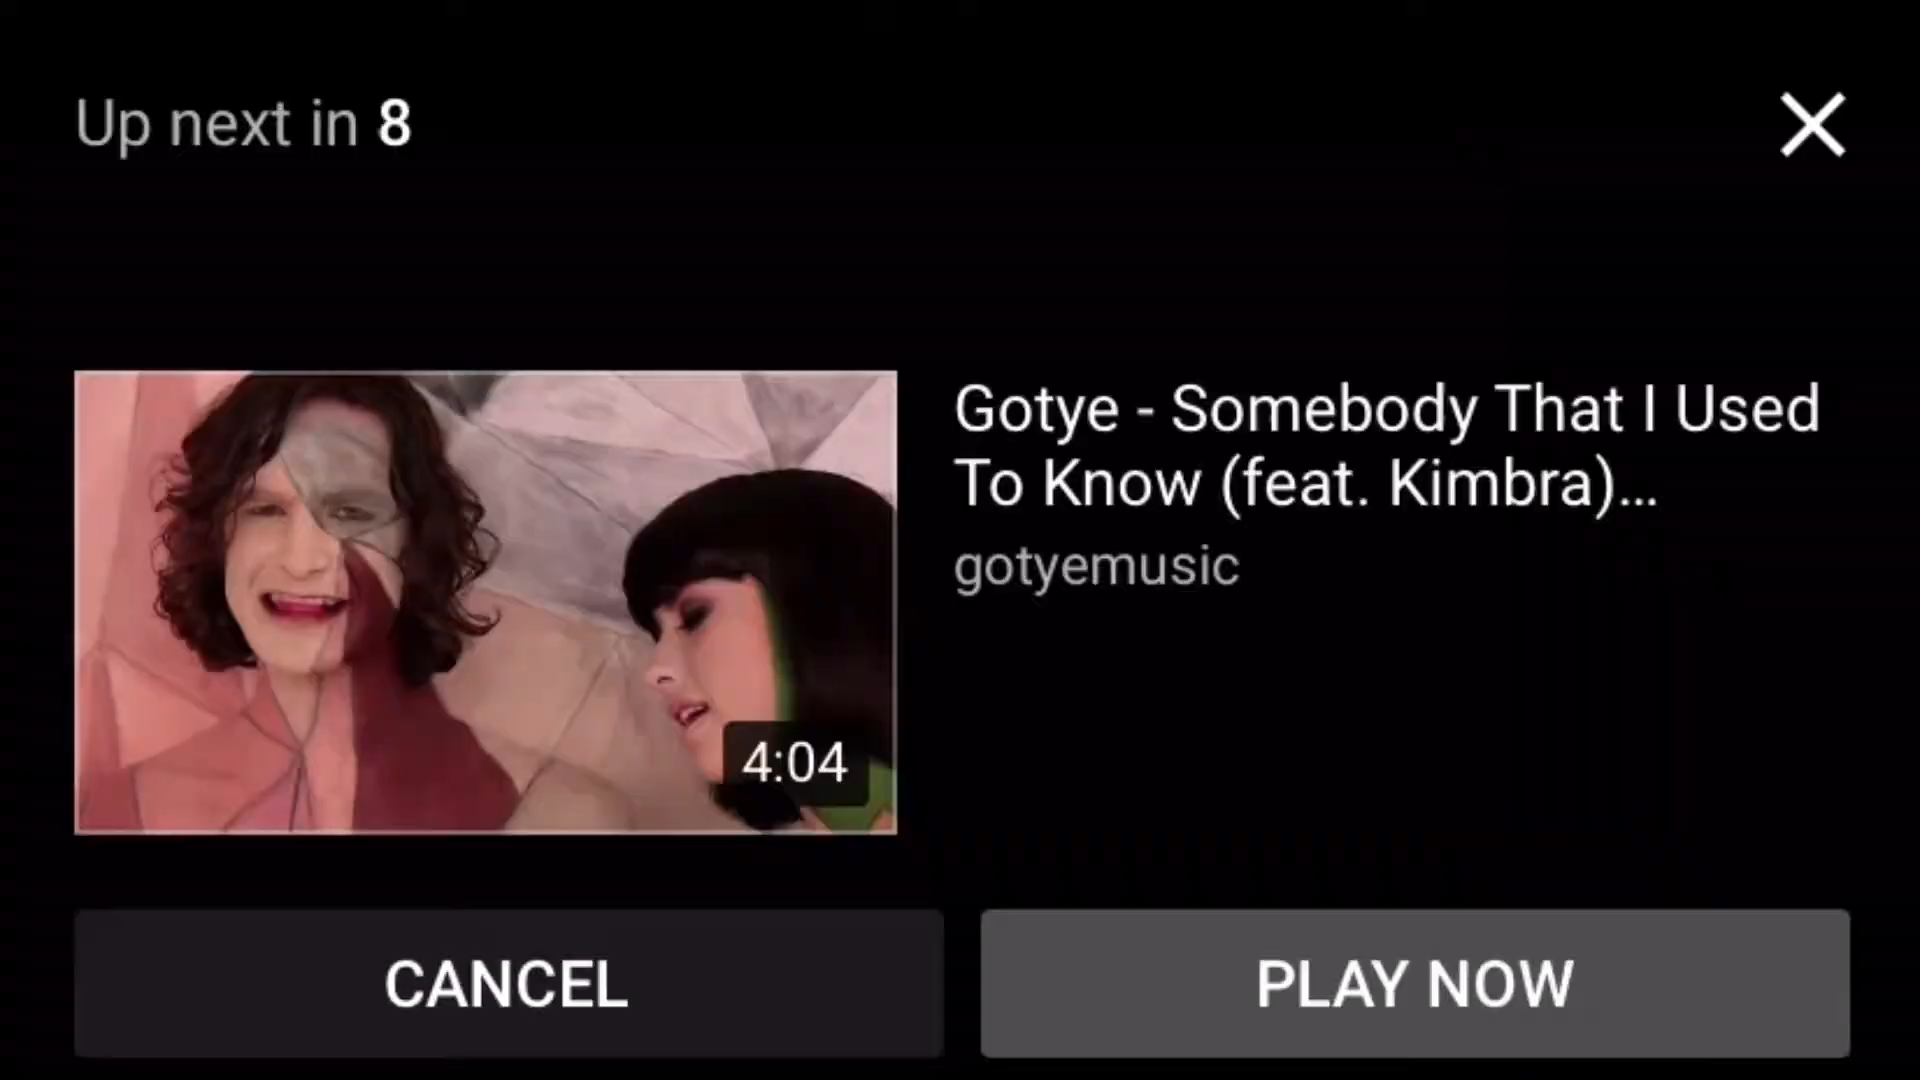 Up next in 8
Gotye - Somebody That I Used
To Know (feat. Kimbra)...
gotyemusic
4:04
CANCEL
PLAY NOW